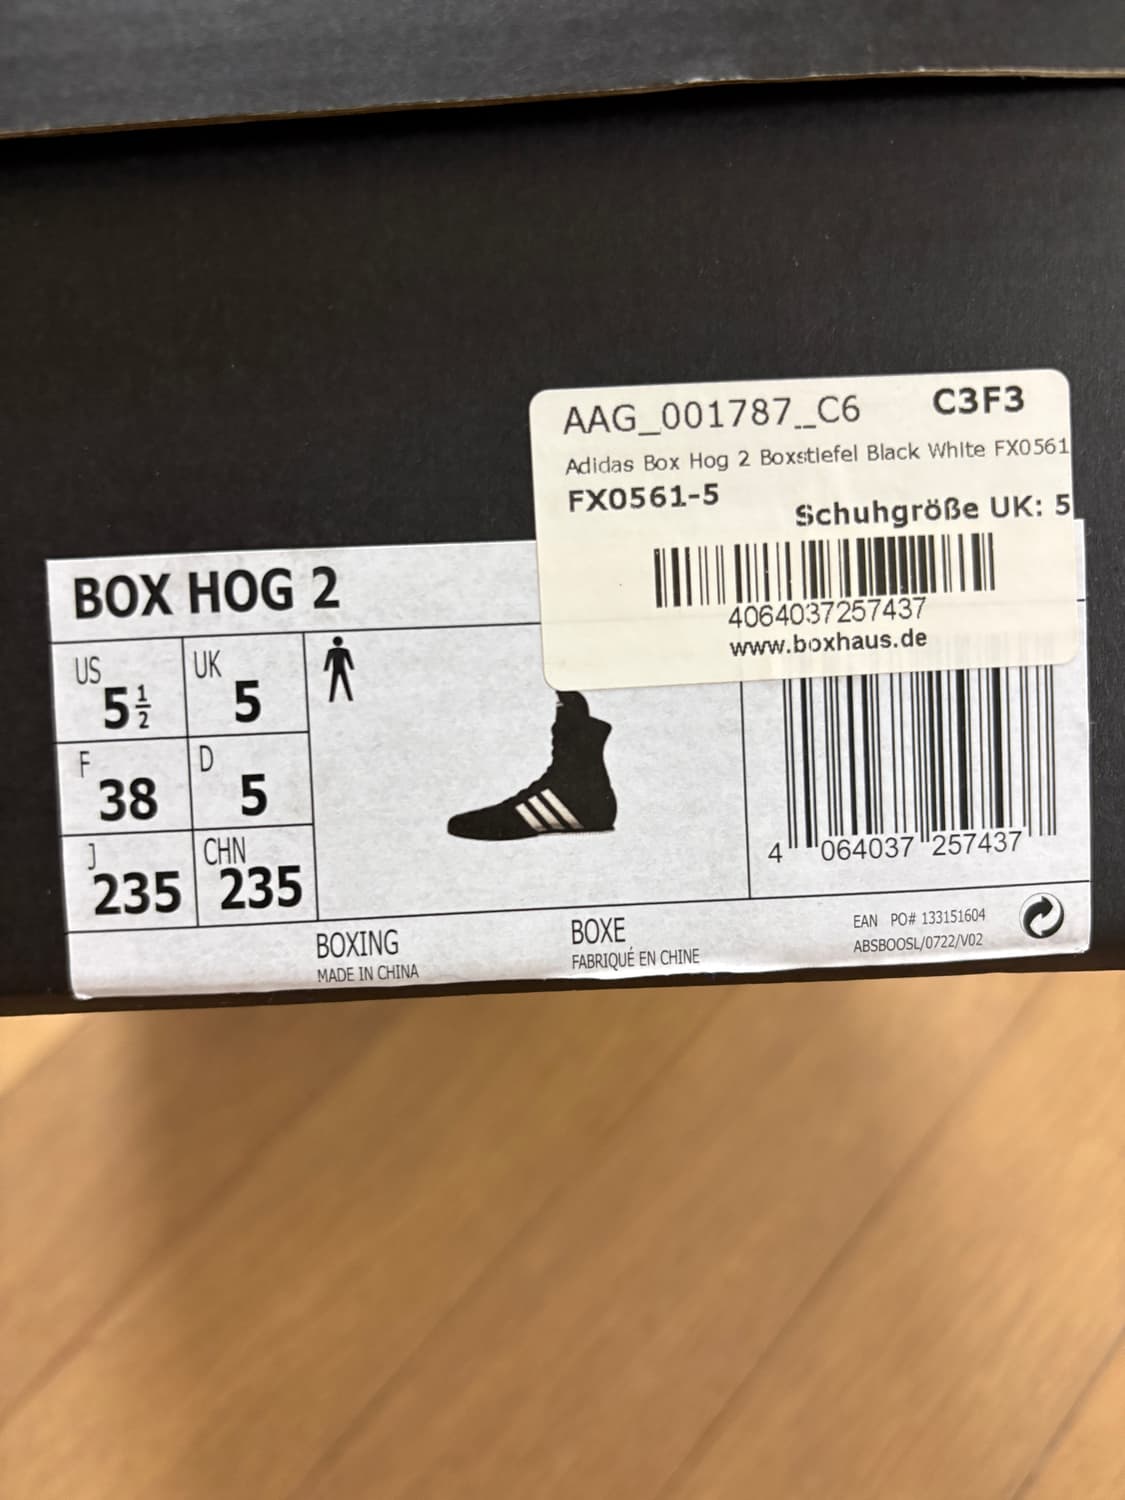 AAG_001787_C6 C3F3
Adidas Box Hog 2 Boxstiefel Black White FX0561
FX0561-5
Schuhgröße UK: 5
4064037257437
www.boxhaus.de
BOX HOG 2
US 5 1/2
UK 5
F 38
D 5
J 235
CHN 235
4 064037 257437
BOXING
MADE IN CHINA
BOXE
FABRIQUÉ EN CHINE
EAN PO# 133151604
ABSBOOSL/0722/V02